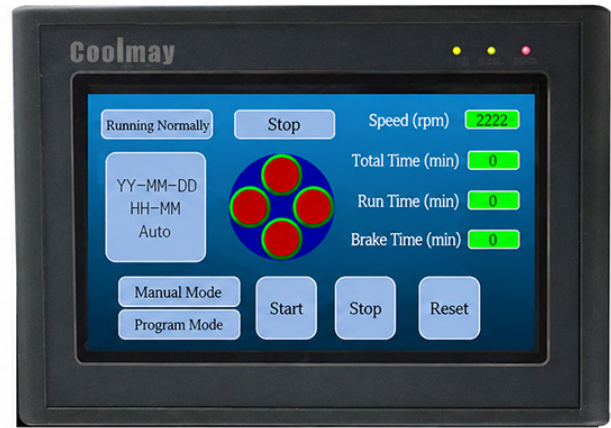 Coolmay
Running Normally
Stop
Speed (rpm)
2222
Total Time (min)
0
YY-MM-DD
HH-MM
Auto
Run Time (min)
0
Brake Time (min)
0
Manual Mode
Program Mode
Start
Stop
Reset